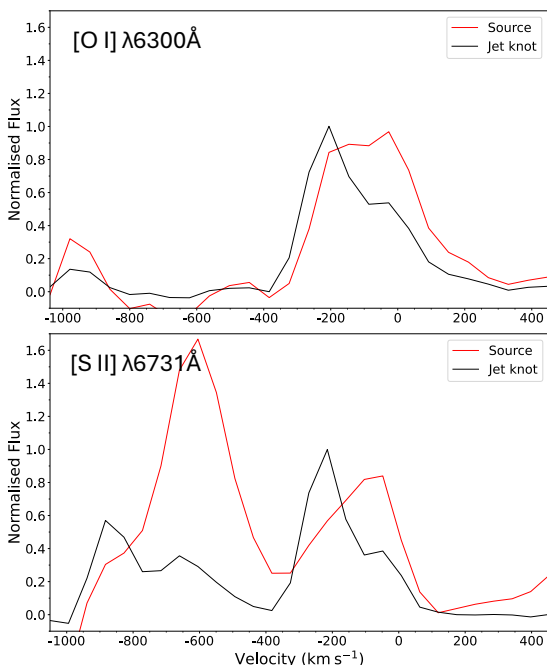 [O I] λ6300Å
Source
Jet knot
Normalised Flux
1.6
1.4
1.2
1.0
0.8
0.6
0.4
0.2
0.0
-1000 -800 -600 -400 -200 0 200 400
[S II] λ6731Å
Source
Jet knot
Normalised Flux
1.6
1.4
1.2
1.0
0.8
0.6
0.4
0.2
0.0
-1000 -800 -600 -400 -200 0 200 400
Velocity (km s⁻¹)